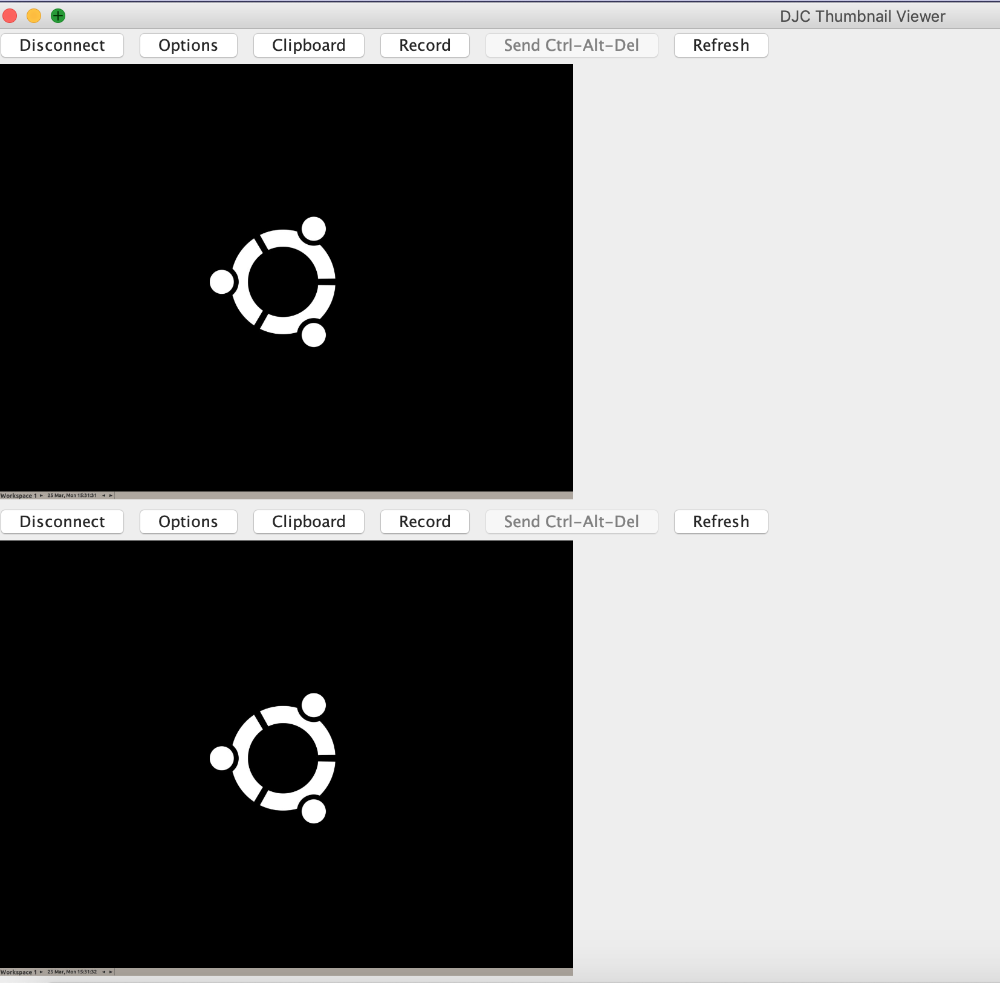 DJC Thumbnail Viewer
Disconnect Options Clipboard Record Send Ctrl-Alt-Del Refresh
Workspace 1 25 Mar, Mon 15:31:31
Disconnect Options Clipboard Record Send Ctrl-Alt-Del Refresh
Workspace 1 25 Mar, Mon 15:31:32